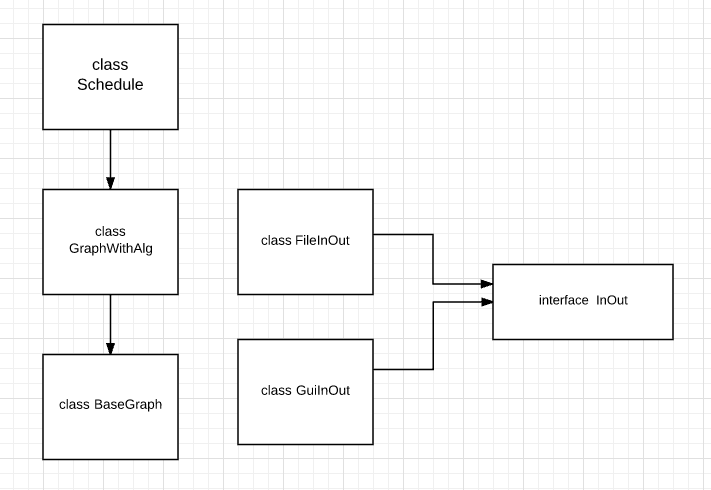 class
Schedule
class
GraphWithAlg
class FileInOut
interface InOut
class GuiInOut
class BaseGraph